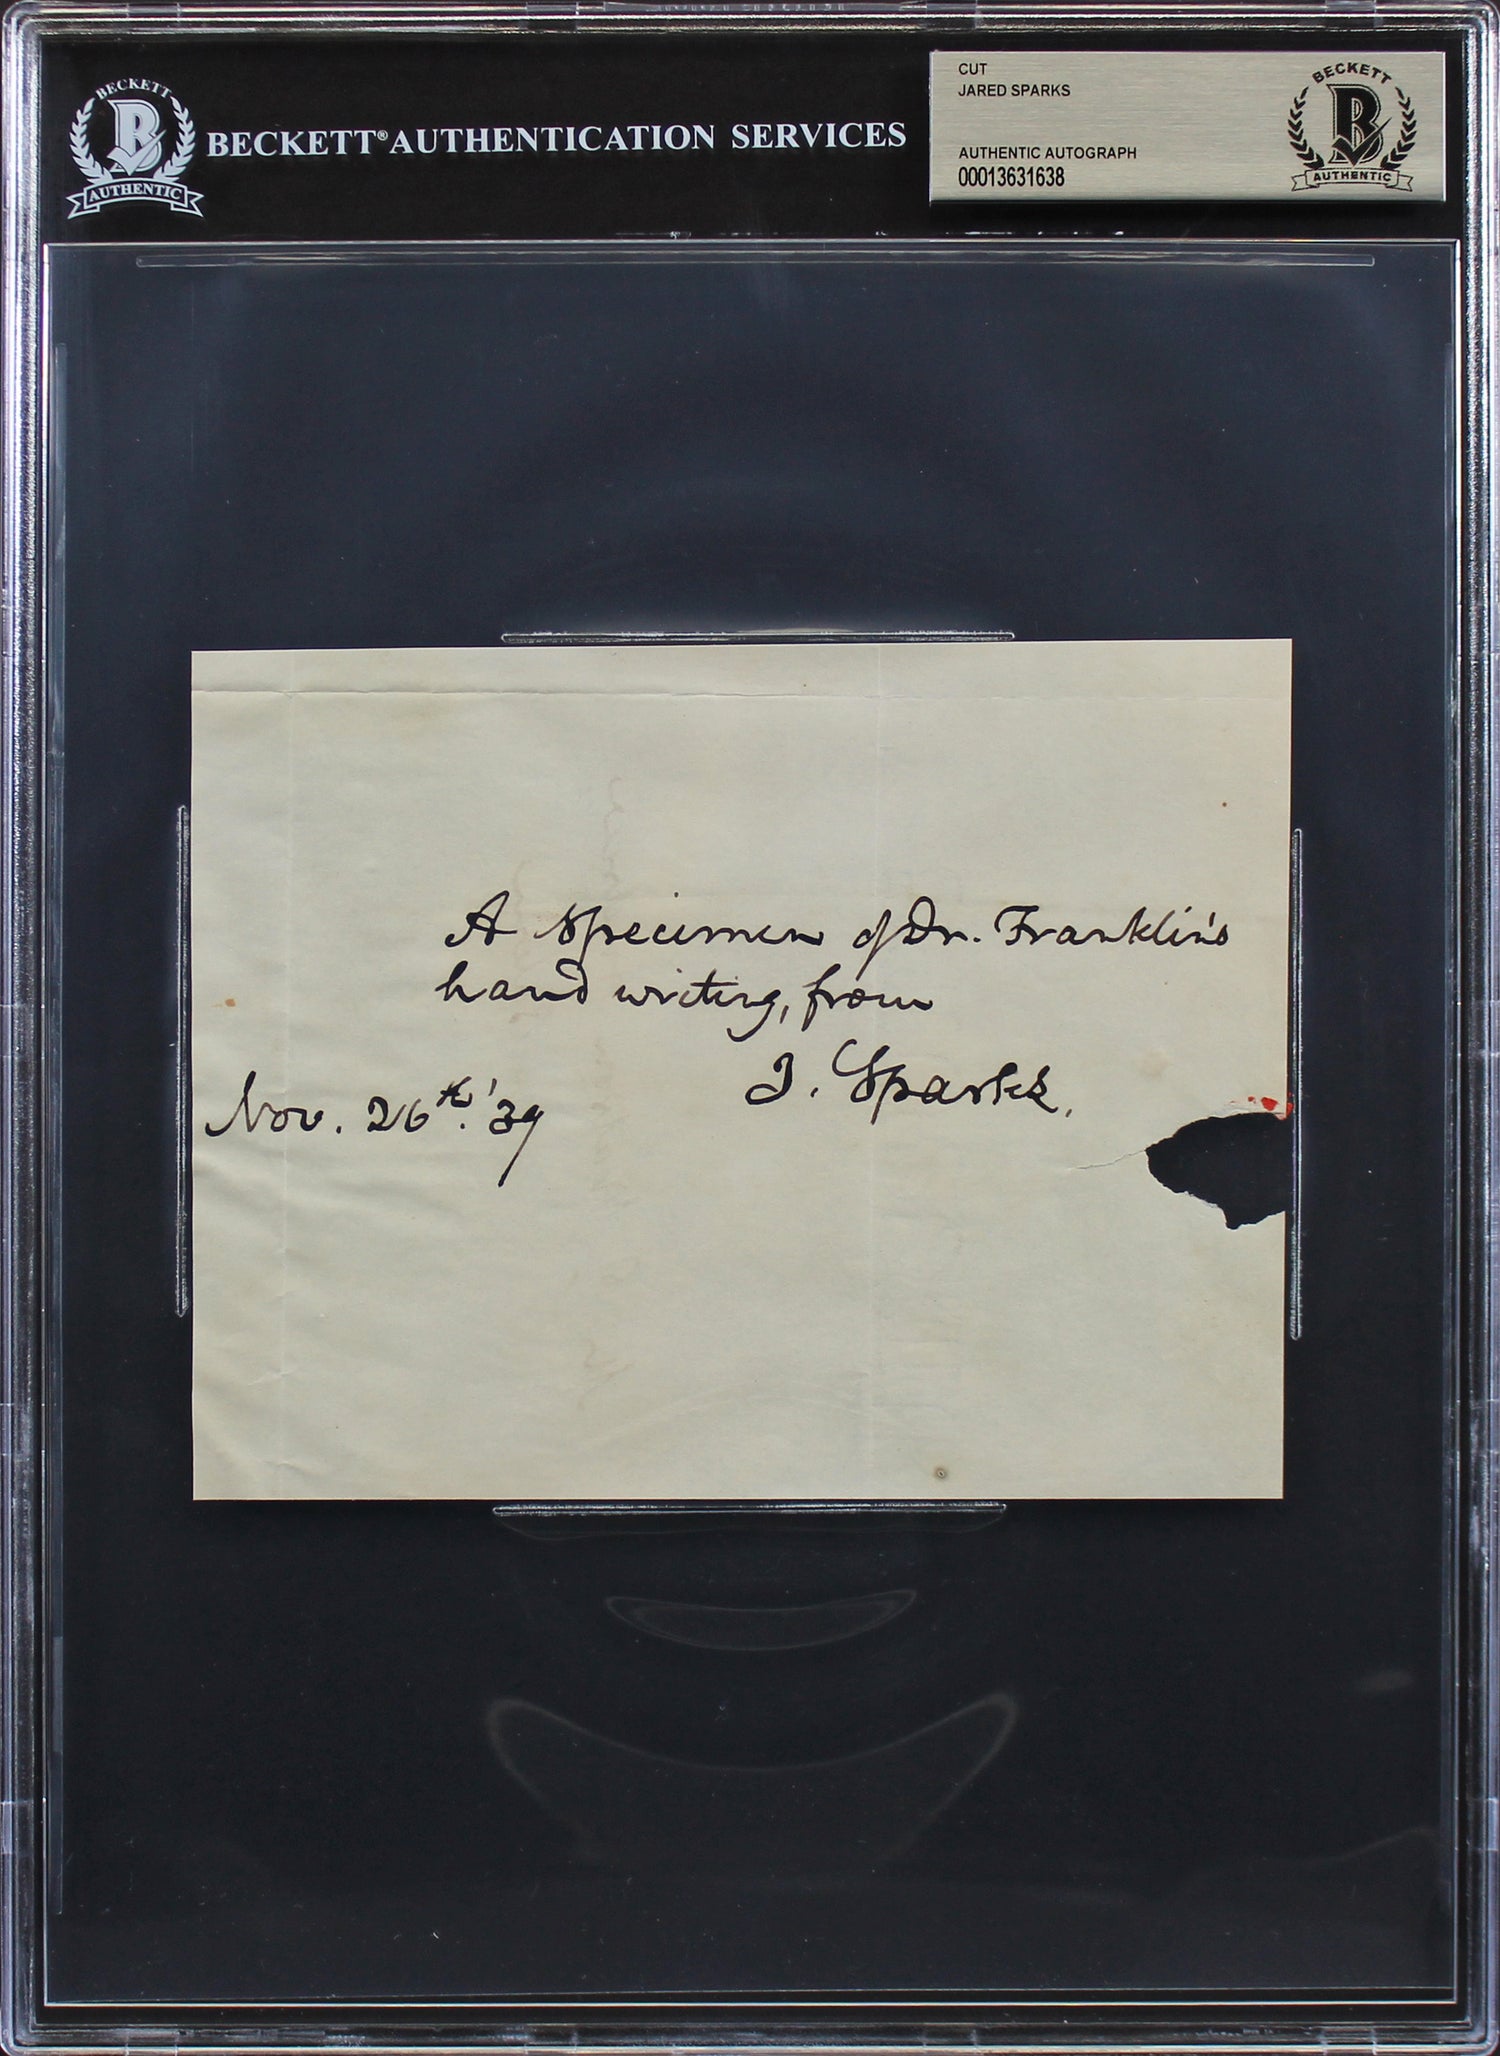 BECKETT
B
AUTHENTIC
BECKETT® AUTHENTICATION SERVICES
CUT
JARED SPARKS
AUTHENTIC AUTOGRAPH
00013631638
BECKETT
B
AUTHENTIC
A Specimen of Dr. Franklin's
hand writing, from
J. Sparks.
Nov. 26th. '39